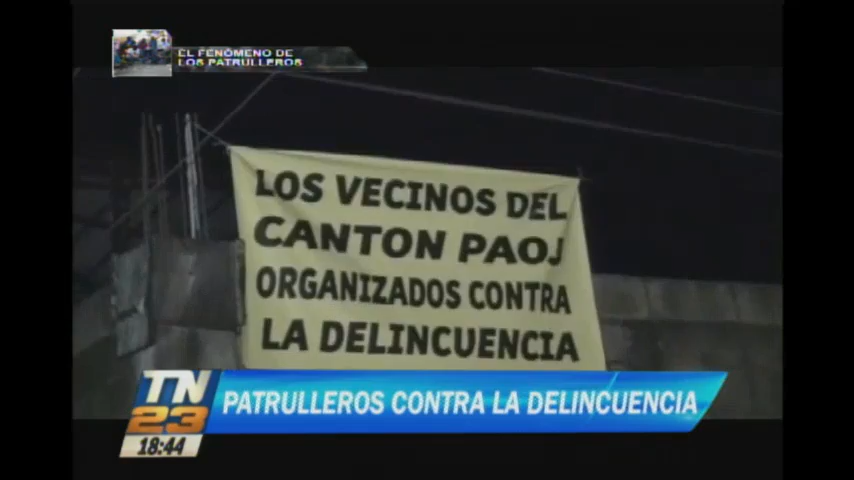 EL FENÓMENO DE
LOS PATRULLEROS
LOS VECINOS DEL
CANTON PAOJ
ORGANIZADOS CONTRA
LA DELINCUENCIA
TN
23
18:44
PATRULLEROS CONTRA LA DELINCUENCIA